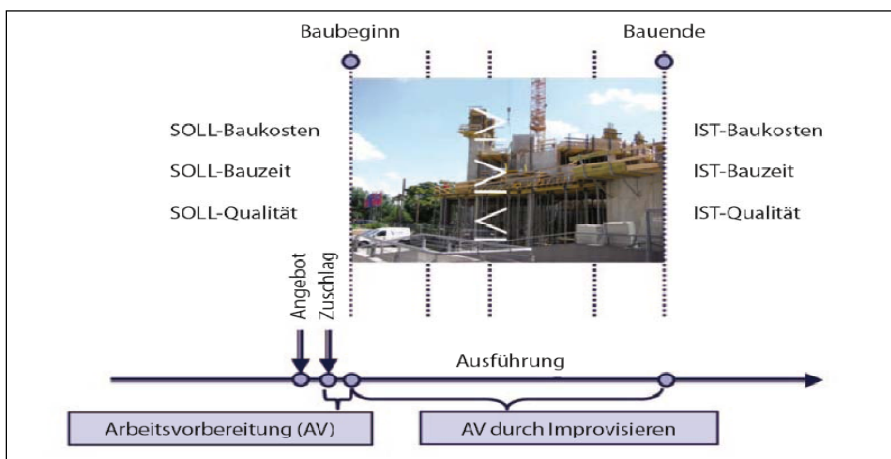 Baubeginn
Bauende
SOLL-Baukosten
IST-Baukosten
SOLL-Bauzeit
IST-Bauzeit
SOLL-Qualität
IST-Qualität
Angebot
Zuschlag
Ausführung
Arbeitsvorbereitung (AV)
AV durch Improvisieren